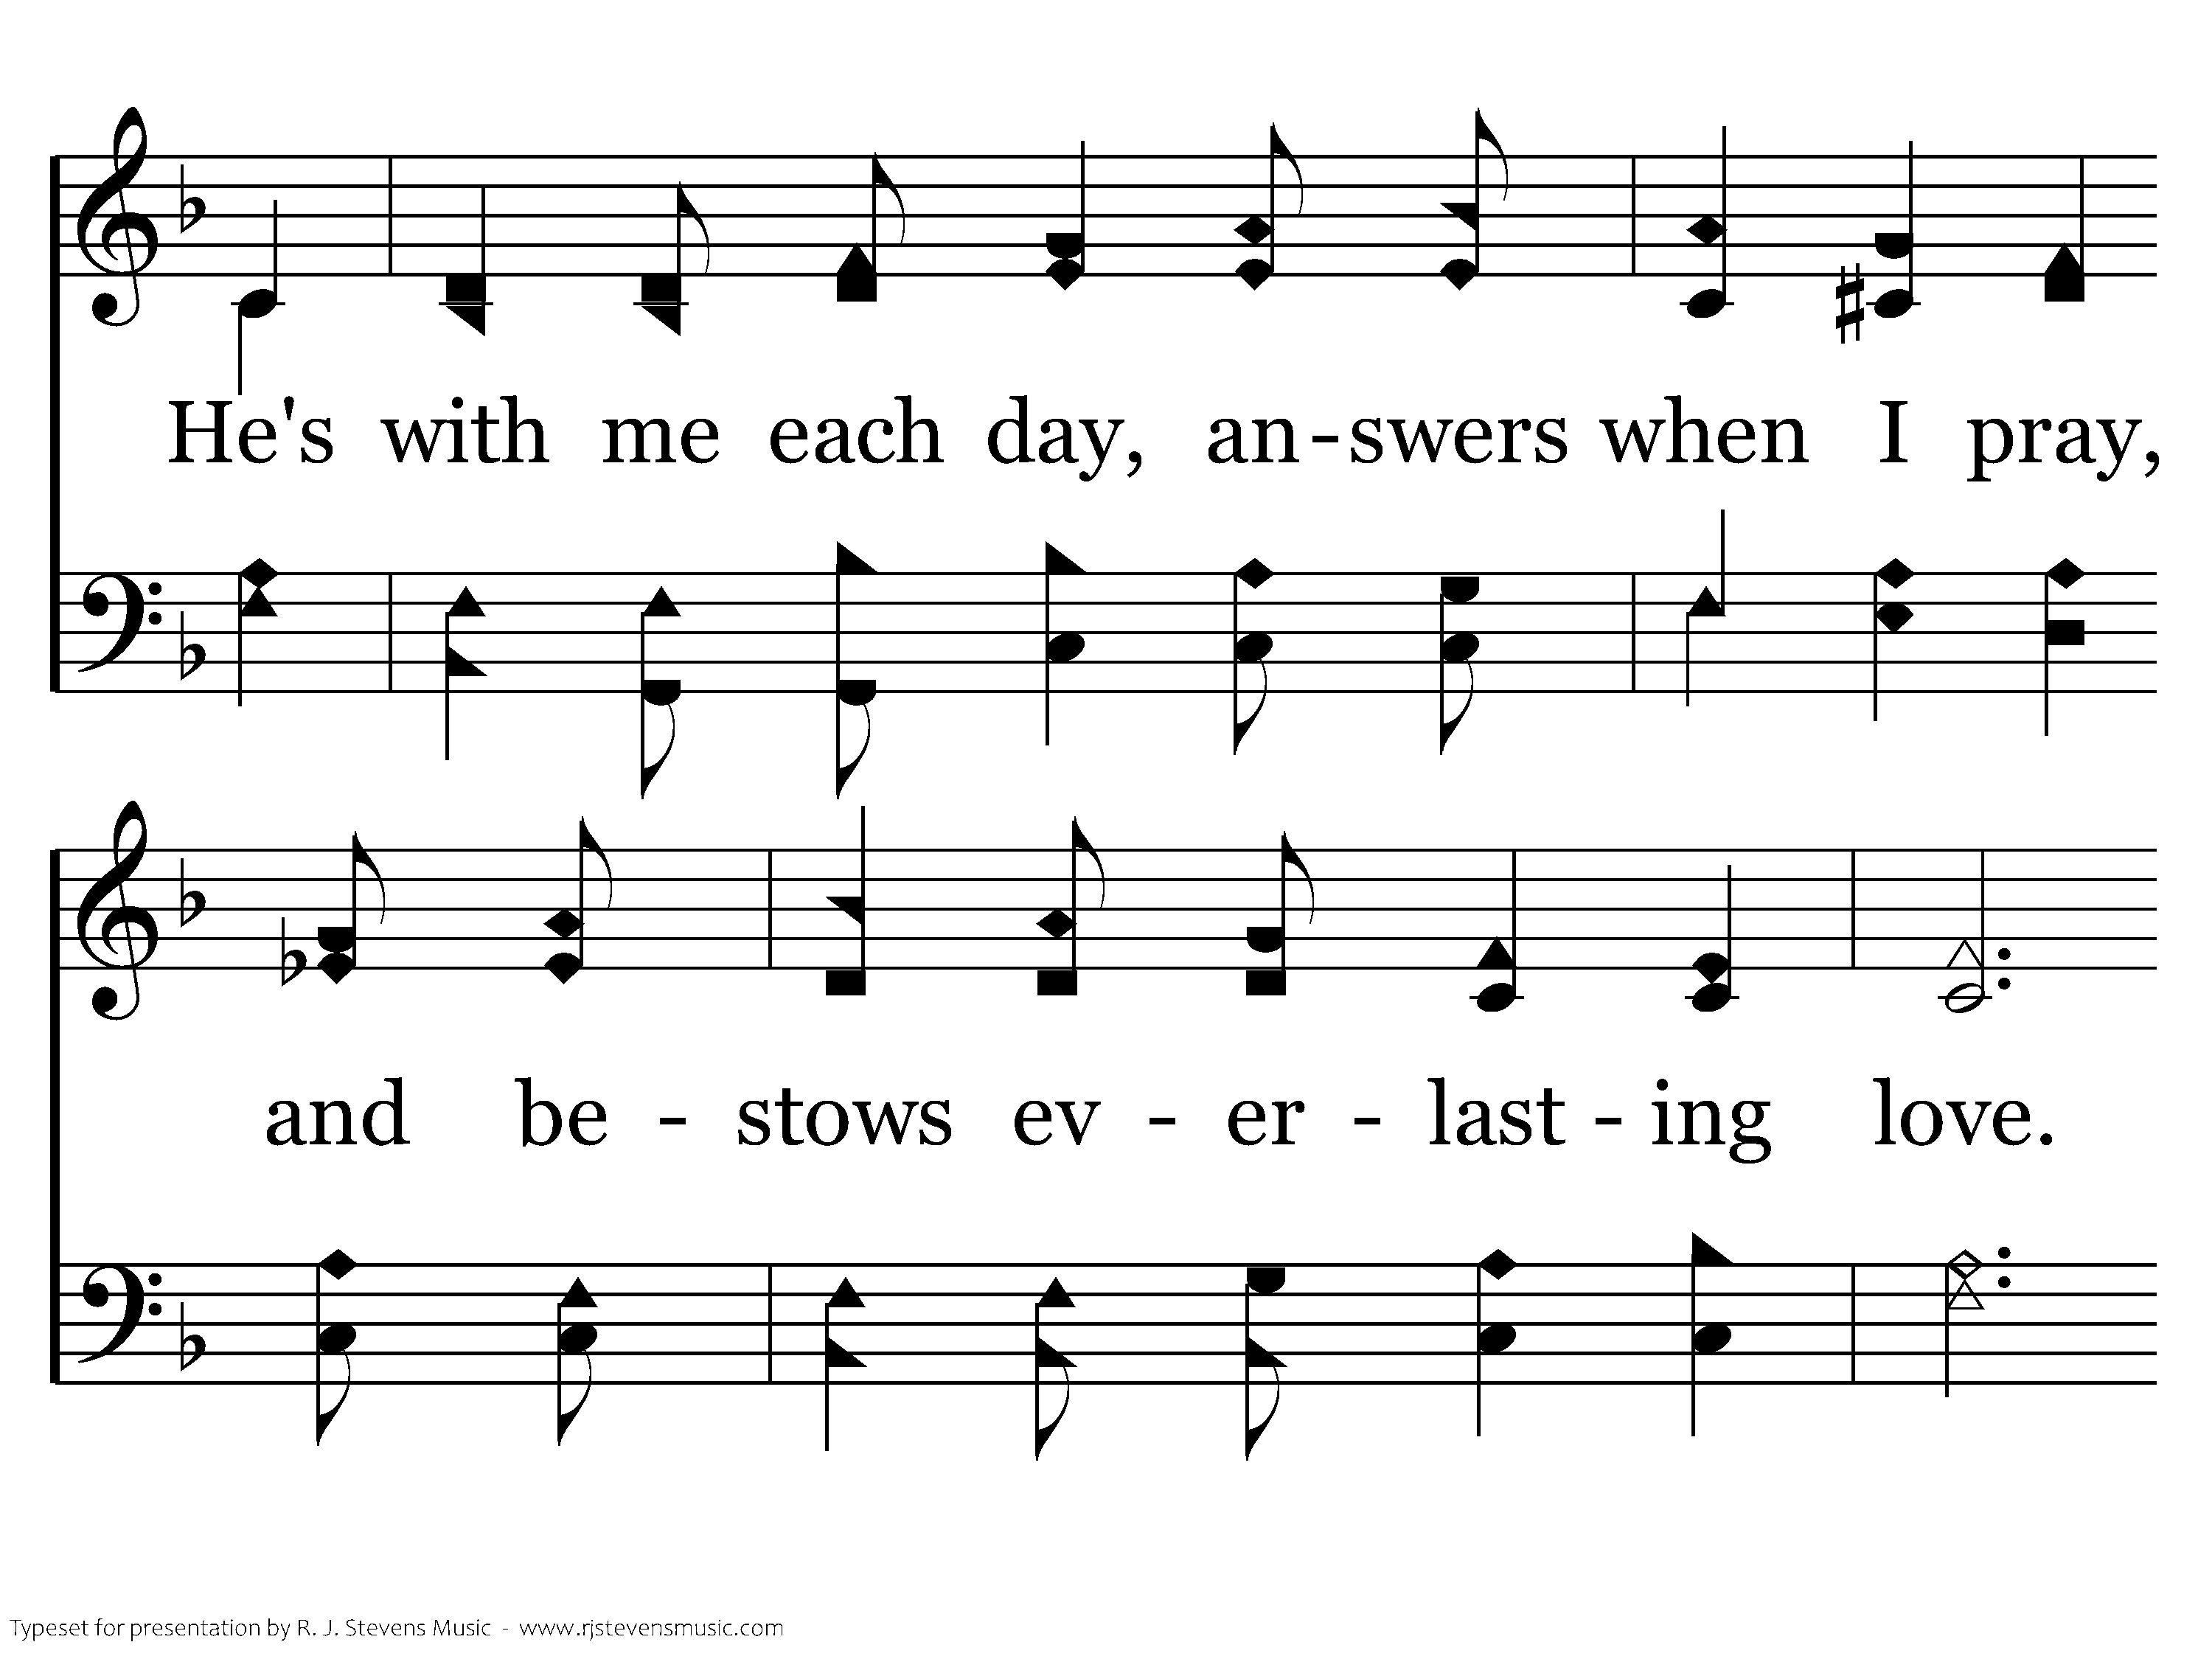 He's with me each day, an-swers when I pray,
and be - stows ev - er - last - ing love.
Typeset for presentation by R. J. Stevens Music - www.rjstevensmusic.com